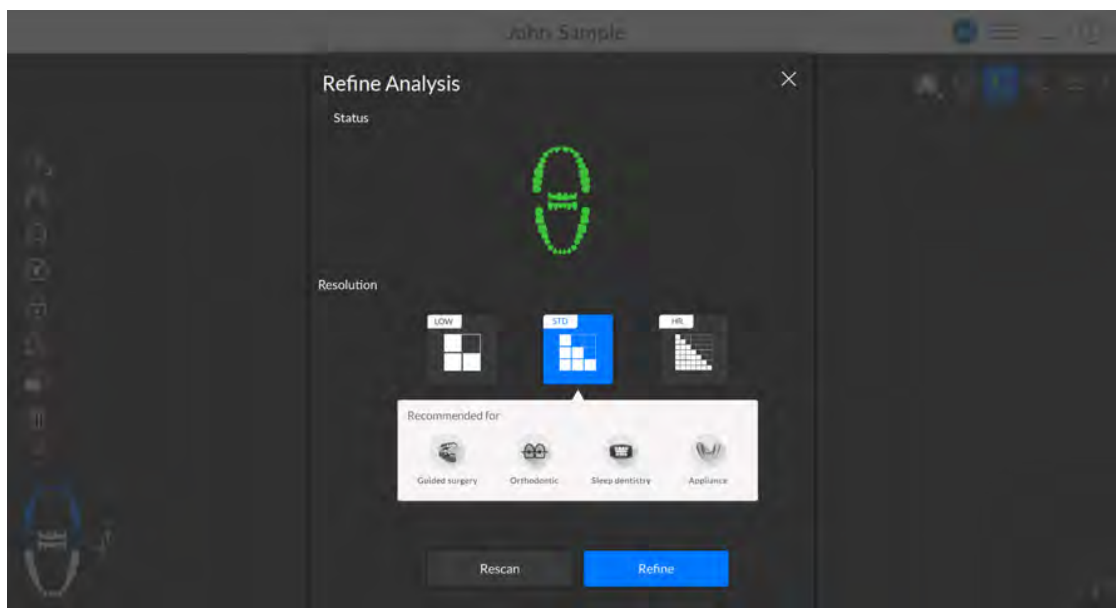 John Sample
Refine Analysis
Status
Resolution
LOW
STD
HR
Recommended for
Guided surgery
Orthodontic
Sleep dentistry
Appliance
Rescan
Refine